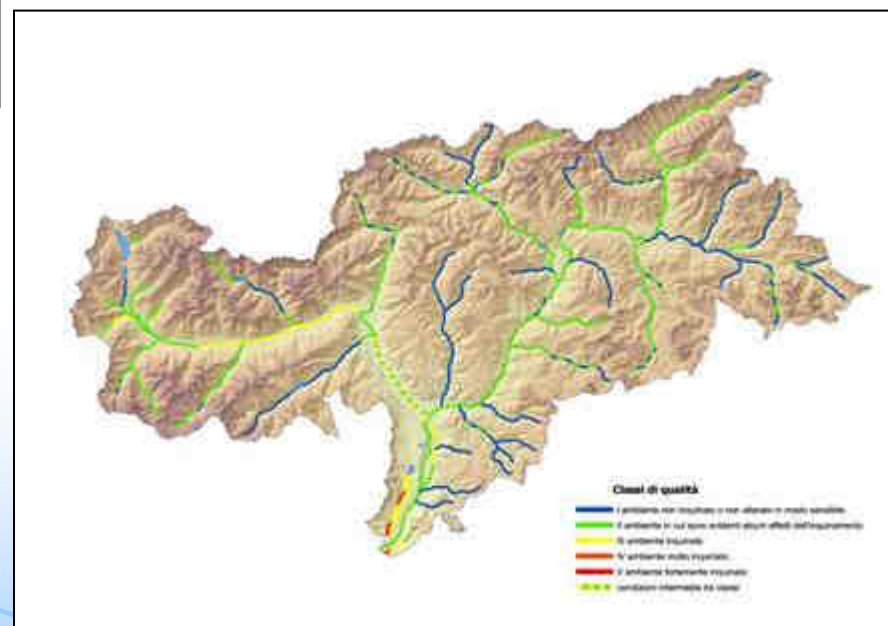 Classi di qualità
I ambiente non inquinato o non alterato in modo sensibile
II ambiente in cui sono evidenti alcuni effetti dell'inquinamento
III ambiente inquinato
IV ambiente molto inquinato
V ambiente fortemente inquinato
condizioni intermedie tra classi